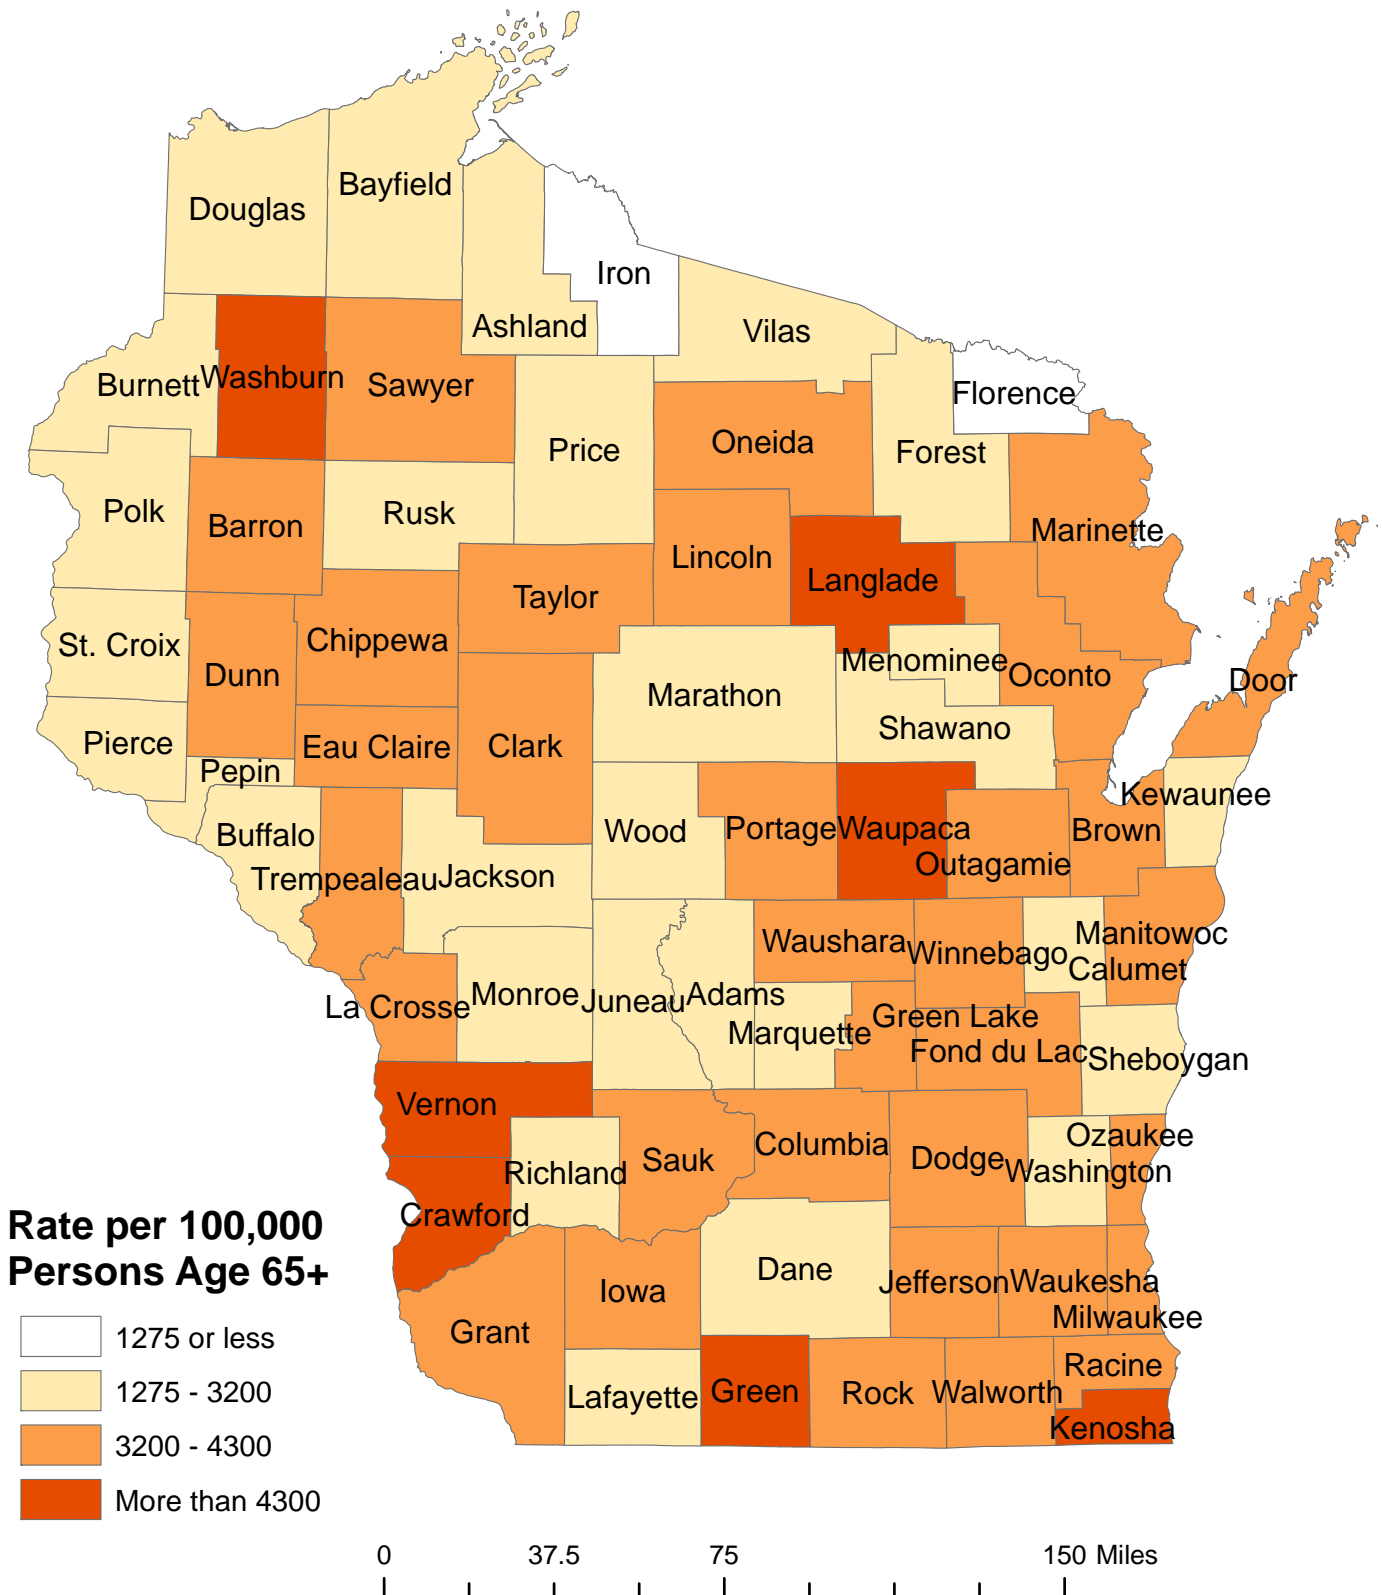 Bayfield
Douglas
Iron
Ashland
Vilas
Burnett
Washburn
Sawyer
Florence
Price
Oneida
Forest
Polk
Barron
Rusk
Marinette
Lincoln
Langlade
Taylor
St. Croix
Chippewa
Dunn
Menominee
Oconto
Door
Marathon
Pierce
Eau Claire
Clark
Shawano
Pepin
Kewaunee
Buffalo
Wood
Portage
Waupaca
Brown
Outagamie
Trempealeau
Jackson
Waushara
Winnebago
Manitowoc
Calumet
La Crosse
Monroe
Juneau
Adams
Marquette
Green Lake
Fond du Lac
Sheboygan
Vernon
Columbia
Ozaukee
Richland
Sauk
Dodge
Washington
Crawford
Dane
Iowa
Jefferson
Waukesha
Milwaukee
Grant
Lafayette
Green
Rock
Walworth
Racine
Kenosha
Rate per 100,000
Persons Age 65+
1275 or less
1275 - 3200
3200 - 4300
More than 4300
0 37.5 75 150 Miles